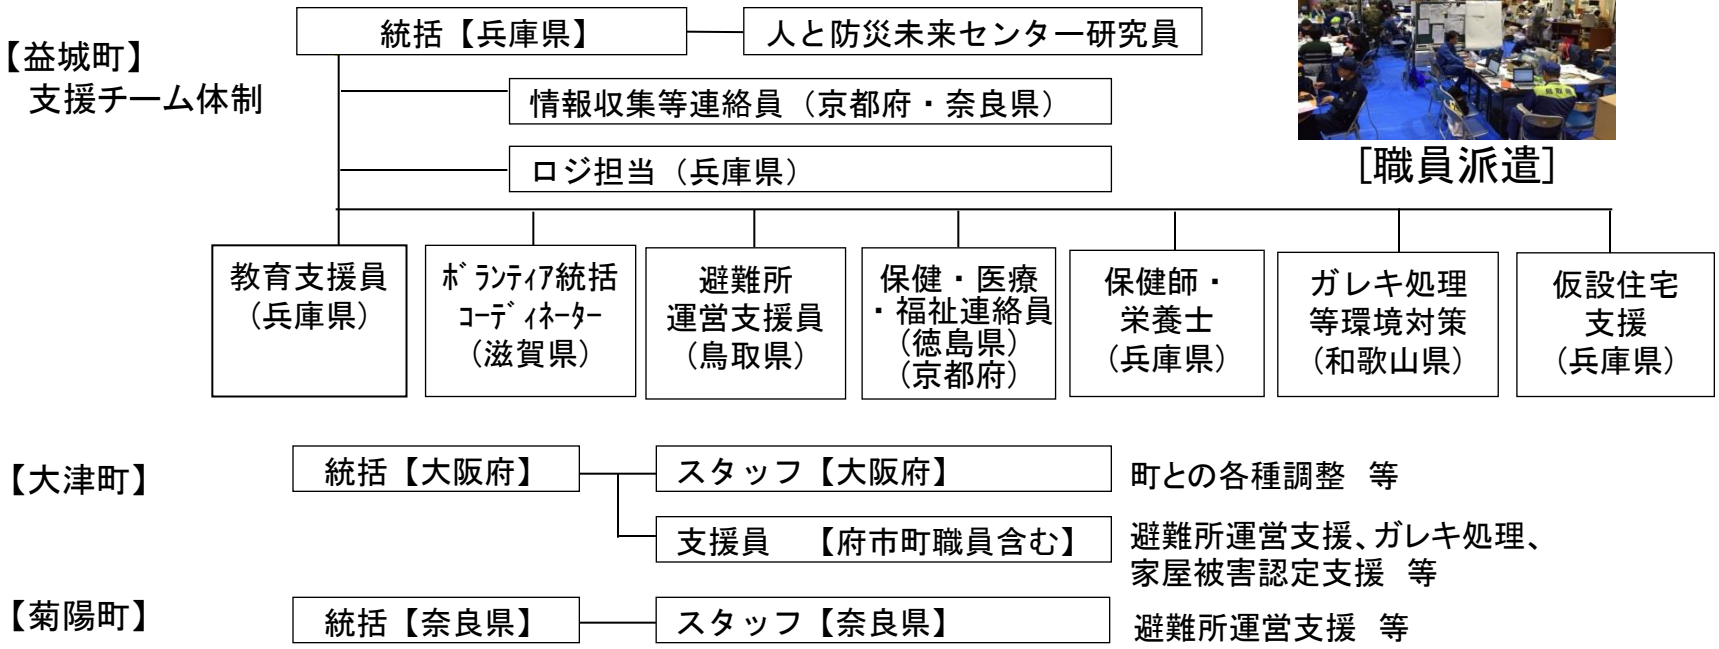 【益城町】
支援チーム体制
統括【兵庫県】
人と防災未来センター研究員
情報収集等連絡員（京都府・奈良県）
ロジ担当（兵庫県）
[職員派遣]
教育支援員
（兵庫県）
ﾎﾞﾗﾝﾃｨｱ統括
ｺｰﾃﾞｨﾈｰﾀｰ
（滋賀県）
避難所
運営支援員
（鳥取県）
保健・医療
・福祉連絡員
（徳島県）
（京都府）
保健師・
栄養士
（兵庫県）
ガレキ処理
等環境対策
（和歌山県）
仮設住宅
支援
（兵庫県）
【大津町】
統括【大阪府】
スタッフ【大阪府】
町との各種調整　等
支援員　【府市町職員含む】
避難所運営支援、ガレキ処理、
家屋被害認定支援　等
【菊陽町】
統括【奈良県】
スタッフ【奈良県】
避難所運営支援　等